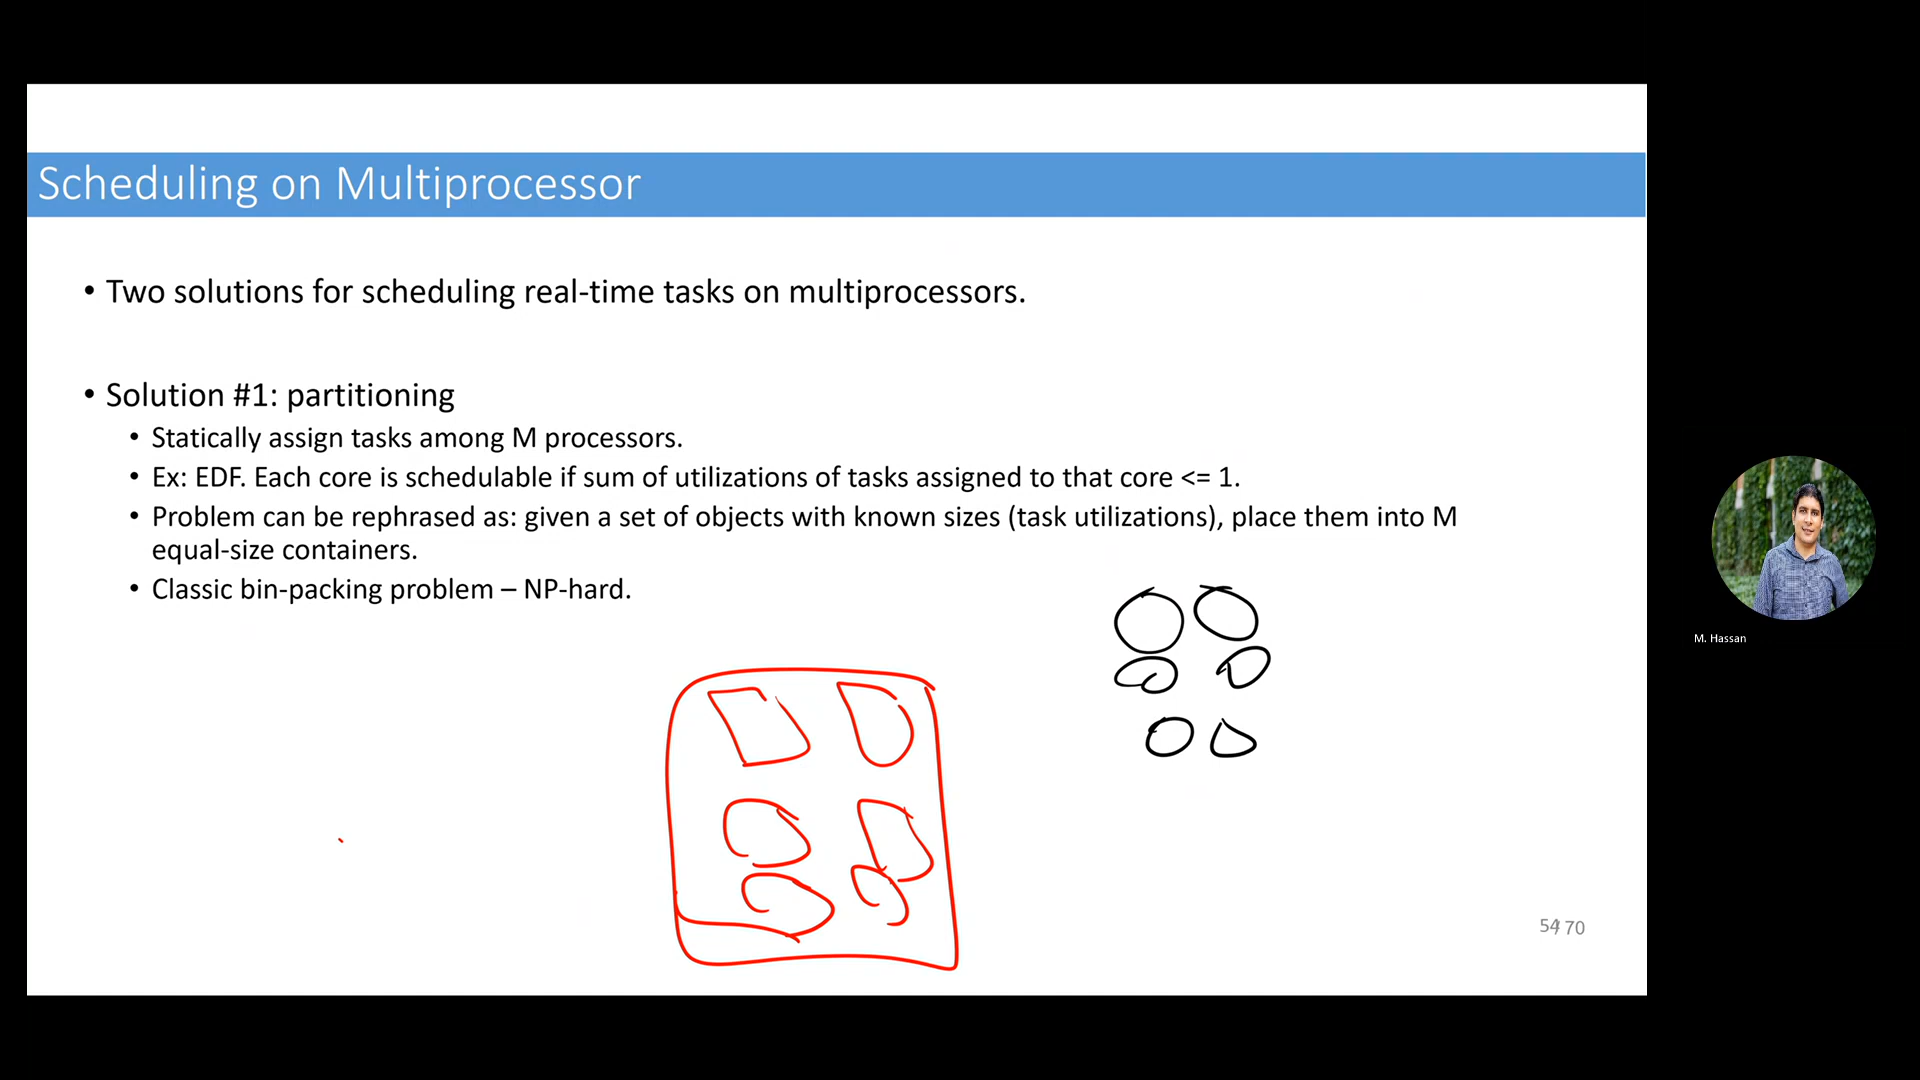 Scheduling on Multiprocessor
• Two solutions for scheduling real-time tasks on multiprocessors.
• Solution #1: partitioning
• Statically assign tasks among M processors.
• Ex: EDF. Each core is schedulable if sum of utilizations of tasks assigned to that core <= 1.
• Problem can be rephrased as: given a set of objects with known sizes (task utilizations), place them into M
equal-size containers.
• Classic bin-packing problem – NP-hard.
M. Hassan
54/70